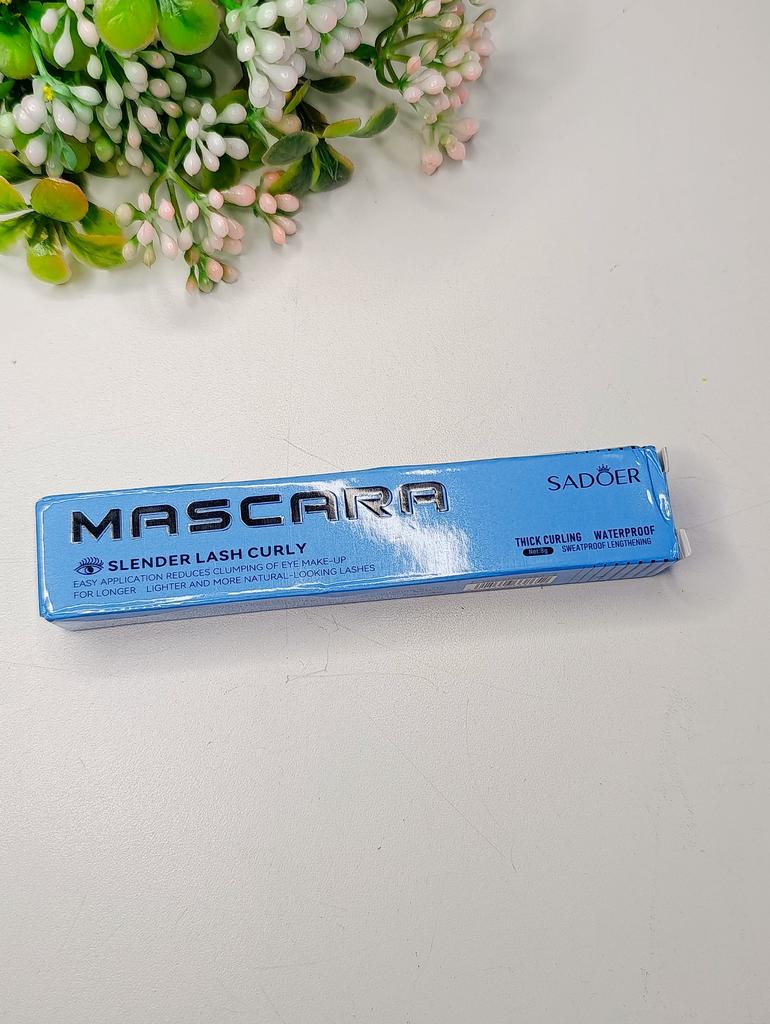 MASCARA
SLENDER LASH CURLY
EASY APPLICATION REDUCES CLUMPING OF EYE MAKE-UP
FOR LONGER LIGHTER AND MORE NATURAL-LOOKING LASHES
SADOER
THICK CURLING WATERPROOF
Net:8g SWEATPROOF LENGTHENING